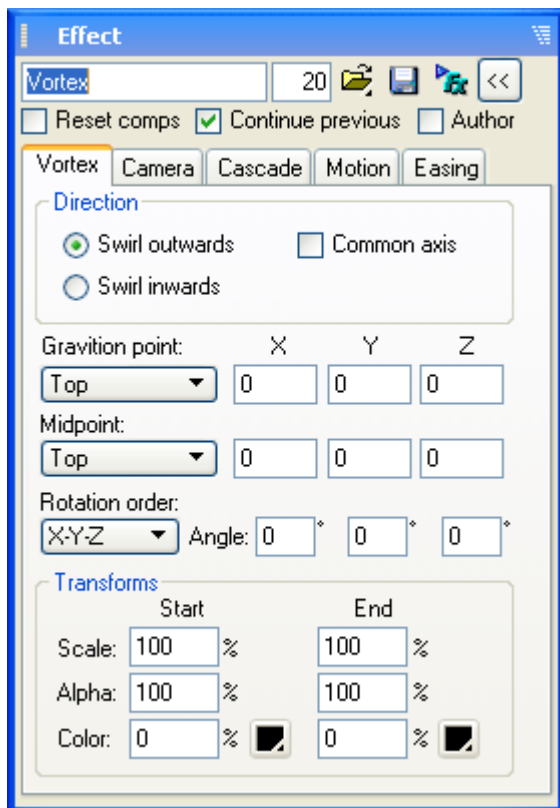 Effect
Vortex 20 Fx <<
Reset comps Continue previous Author
Vortex Camera Cascade Motion Easing
Direction
Swirl outwards Common axis
Swirl inwards
Gravition point: X Y Z
Top 0 0 0
Midpoint:
Top 0 0 0
Rotation order:
X-Y-Z Angle: 0 ° 0 ° 0 °
Transforms
Start End
Scale: 100 % 100 %
Alpha: 100 % 100 %
Color: 0 % 0 %